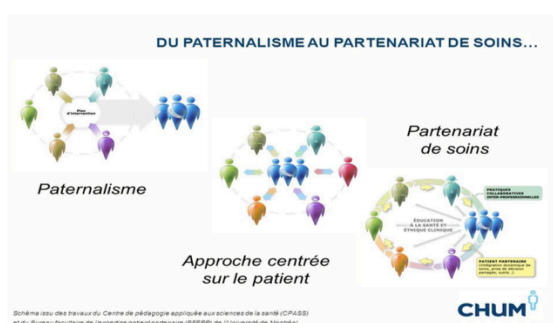 DU PATERNALISME AU PARTENARIAT DE SOINS...
Plan
d'intervention
Paternalisme
Approche centrée
sur le patient
Partenariat
de soins
PRATIQUES
COLLABORATIVES
INTER-PROFESSIONNELLES
ÉDUCATION
À LA SANTÉ ET
ÉTHIQUE CLINIQUE
PATIENT PARTENAIRE
Schéma issu des travaux du Centre de pédagogie appliquée aux sciences de la santé (CPASS)
CHUM